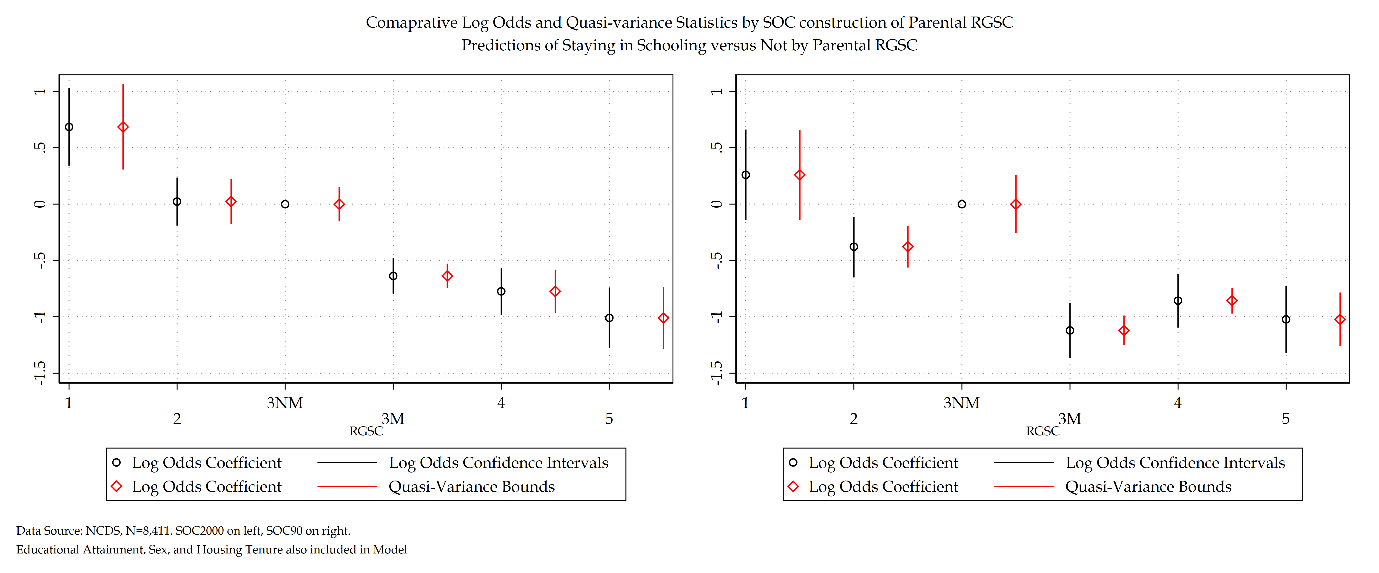 Comaprative Log Odds and Quasi-variance Statistics by SOC construction of Parental RGSC
Predictions of Staying in Schooling versus Not by Parental RGSC
1
.5
0
-.5
-1
-1.5
1
2
3NM
3M
4
5
RGSC
Log Odds Coefficient
Log Odds Confidence Intervals
Log Odds Coefficient
Quasi-Variance Bounds
1
.5
0
-.5
-1
-1.5
1
2
3NM
3M
4
5
RGSC
Log Odds Coefficient
Log Odds Confidence Intervals
Log Odds Coefficient
Quasi-Variance Bounds
Data Source: NCDS, N=8,411. SOC2000 on left, SOC90 on right.
Educational Attainment, Sex, and Housing Tenure also included in Model